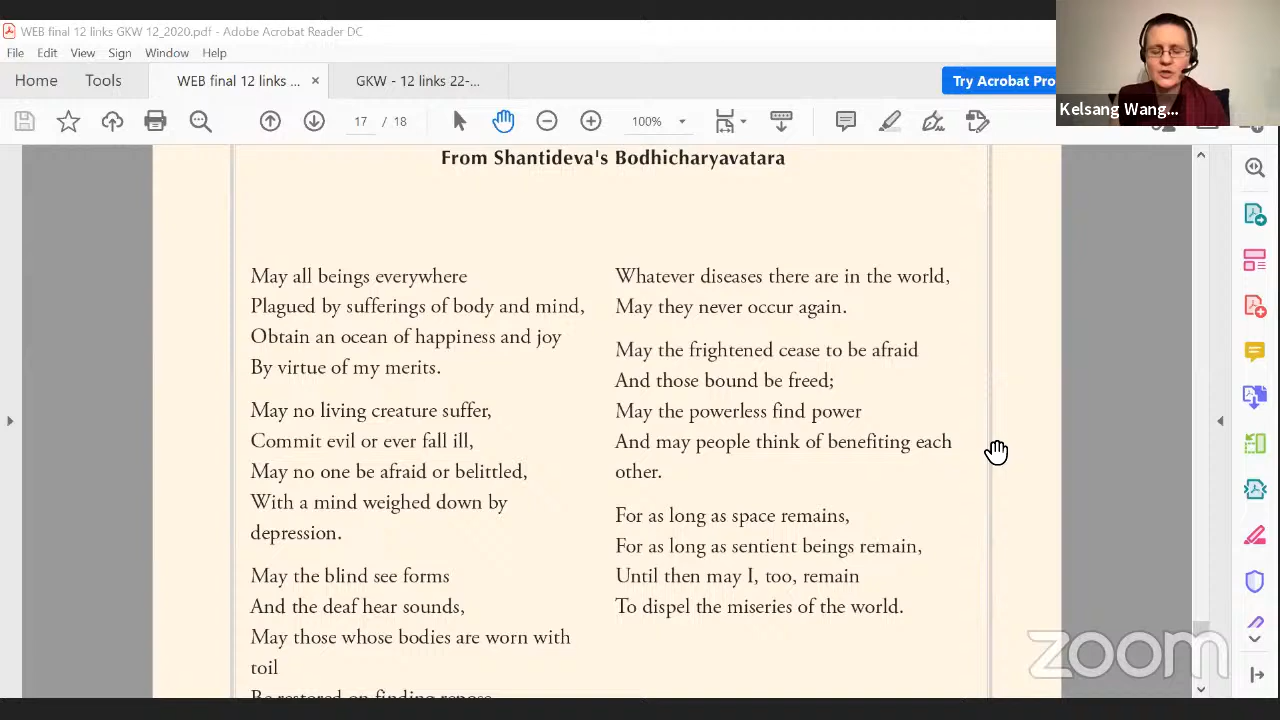 WEB final 12 links GKW 12_2020.pdf - Adobe Acrobat Reader DC
File Edit View Sign Window Help
Home Tools WEB final 12 links ... × GKW - 12 links 22-... Try Acrobat Pro
17 / 18 100%
Kelsang Wang...
From Shantideva's Bodhicharyavatara
May all beings everywhere
Plagued by sufferings of body and mind,
Obtain an ocean of happiness and joy
By virtue of my merits.
May no living creature suffer,
Commit evil or ever fall ill,
May no one be afraid or belittled,
With a mind weighed down by
depression.
May the blind see forms
And the deaf hear sounds,
May those whose bodies are worn with
toil
Be restored on finding repose
Whatever diseases there are in the world,
May they never occur again.
May the frightened cease to be afraid
And those bound be freed;
May the powerless find power
And may people think of benefiting each
other.
For as long as space remains,
For as long as sentient beings remain,
Until then may I, too, remain
To dispel the miseries of the world.
zoom